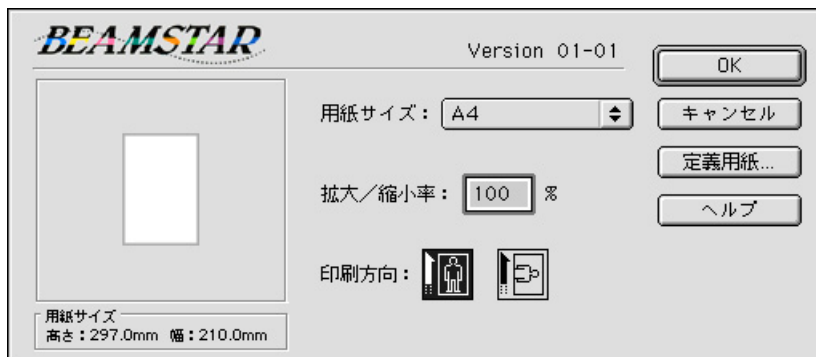 BEAMSTAR
Version 01-01
OK
用紙サイズ： A4
キャンセル
定義用紙...
拡大／縮小率： 100 %
ヘルプ
印刷方向：
用紙サイズ
高さ：297.0mm 幅：210.0mm